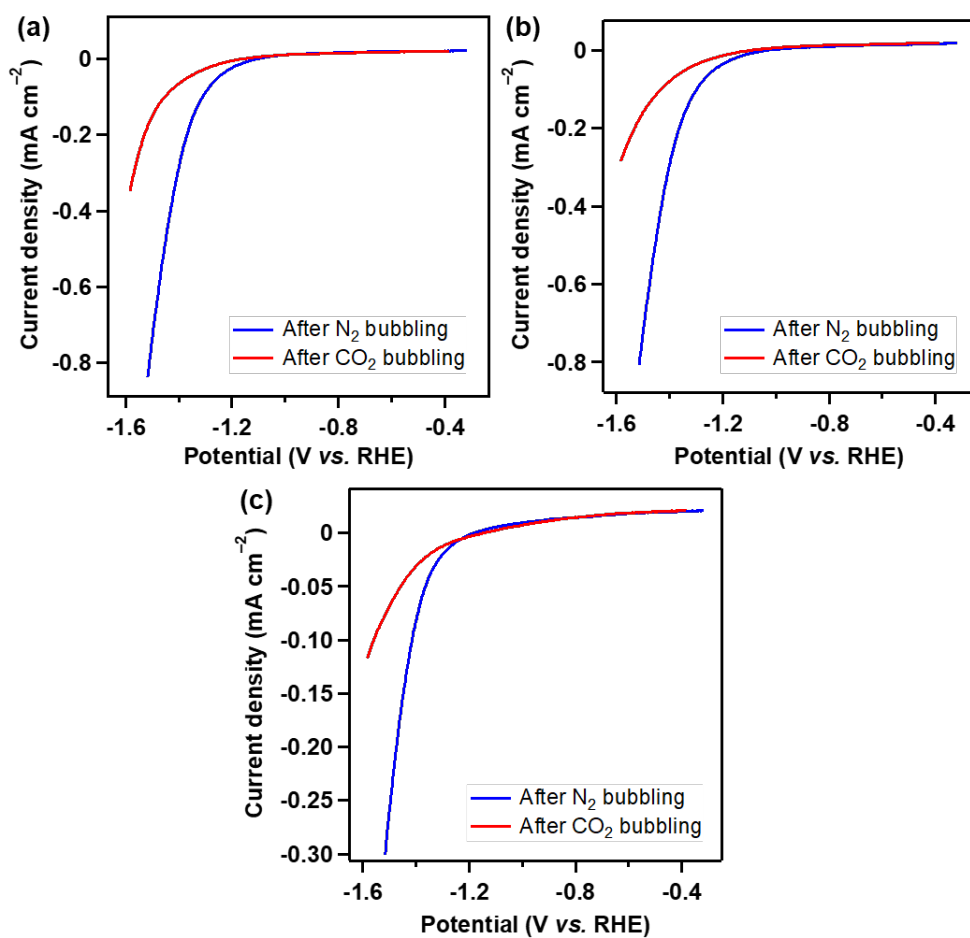 (a)
Current density (mA cm⁻²)
0
-0.2
-0.4
-0.6
-0.8
After N₂ bubbling
After CO₂ bubbling
-1.6
-1.2
-0.8
-0.4
Potential (V vs. RHE)
(b)
Current density (mA cm⁻²)
0
-0.2
-0.4
-0.6
-0.8
After N₂ bubbling
After CO₂ bubbling
-1.6
-1.2
-0.8
-0.4
Potential (V vs. RHE)
(c)
Current density (mA cm⁻²)
0
-0.05
-0.10
-0.15
-0.20
-0.25
-0.30
After N₂ bubbling
After CO₂ bubbling
-1.6
-1.2
-0.8
-0.4
Potential (V vs. RHE)